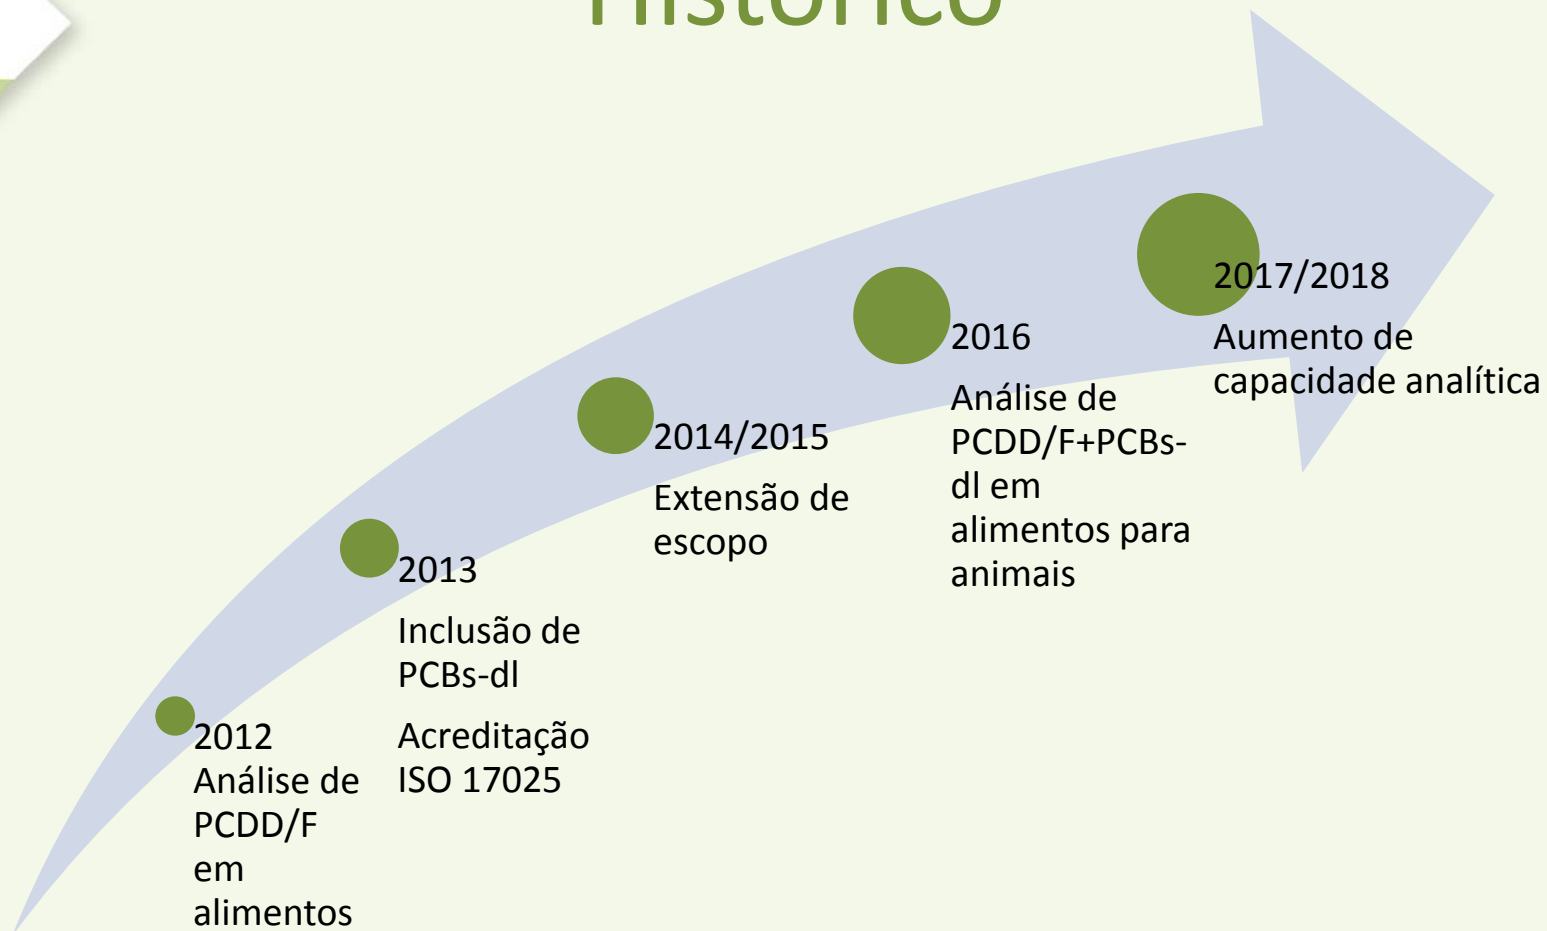 Histórico
2012
Análise de
PCDD/F
em
alimentos
2013
Inclusão de
PCBs-dl
Acreditação
ISO 17025
2014/2015
Extensão de
escopo
2016
Análise de
PCDD/F+PCBs-
dl em
alimentos para
animais
2017/2018
Aumento de
capacidade analítica